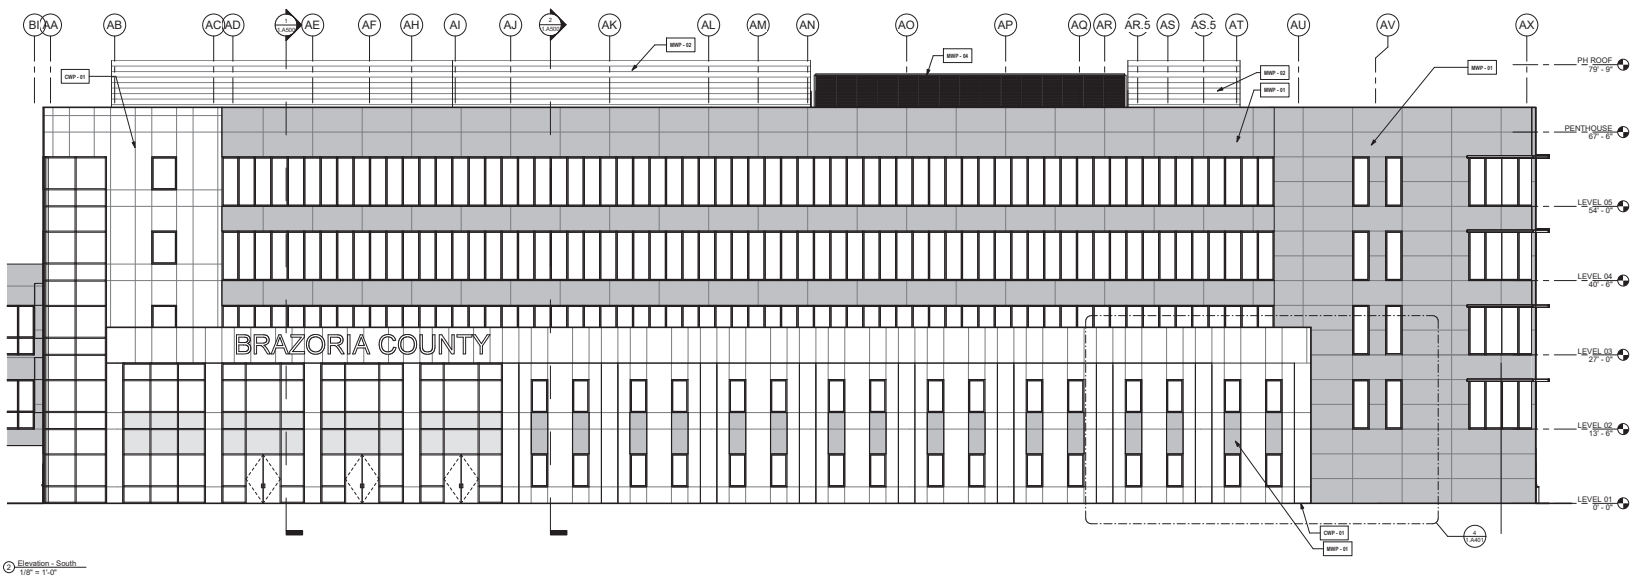 BI AA AB AC AD 1 AE AF AH AI AJ 2 AK AL AM AN AO AP AQ AR AR.5 AS AS.5 AT AU AV AX
1.A500 1.A500
MWP - 02
MWP - 04
CWP - 01
MWP - 02
MWP - 01
MWP - 01
PH ROOF
79' - 9"
PENTHOUSE
67' - 6"
LEVEL 05
54' - 0"
LEVEL 04
40' - 6"
BRAZORIA COUNTY
LEVEL 03
27' - 0"
LEVEL 02
13' - 6"
LEVEL 01
0' - 0"
CWP - 01
MWP - 01
4
1.A401
2 Elevation - South
1/8" = 1'-0"